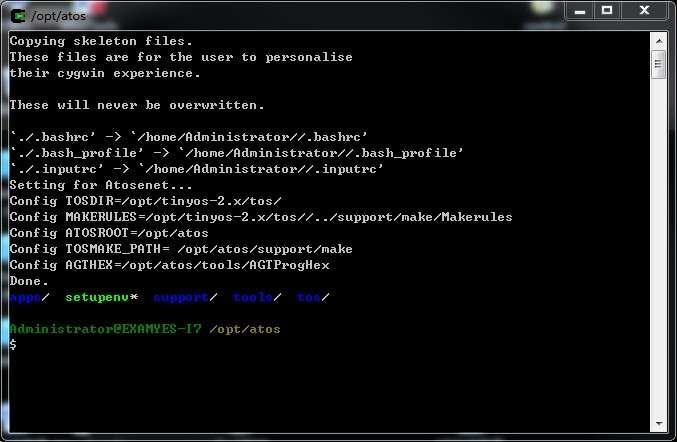 /opt/atos
Copying skeleton files.
These files are for the user to personalise
their cygwin experience.
These will never be overwritten.
`./.bashrc' -> `/home/Administrator//.bashrc'
`./.bash_profile' -> `/home/Administrator//.bash_profile'
`./.inputrc' -> `/home/Administrator//.inputrc'
Setting for Atosenet...
Config TOSDIR=/opt/tinyos-2.x/tos/
Config MAKERULES=/opt/tinyos-2.x/tos//../support/make/Makerules
Config ATOSROOT=/opt/atos
Config TOSMAKE_PATH= /opt/atos/support/make
Config AGTHEX=/opt/atos/tools/AGTProgHex
Done.
apps/  setupenv*  support/  tools/  tos/
Administrator@EXAMYES-I7 /opt/atos
$